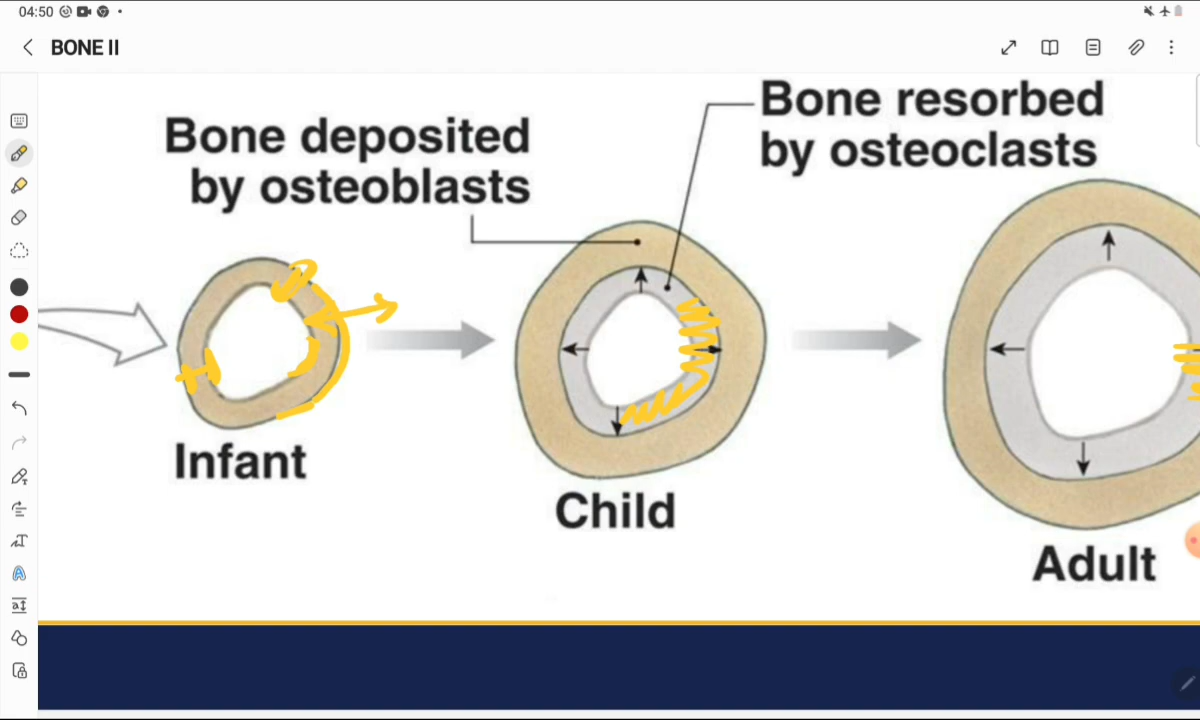 04:50
BONE II
Bone deposited
by osteoblasts
Bone resorbed
by osteoclasts
Infant
Child
Adult